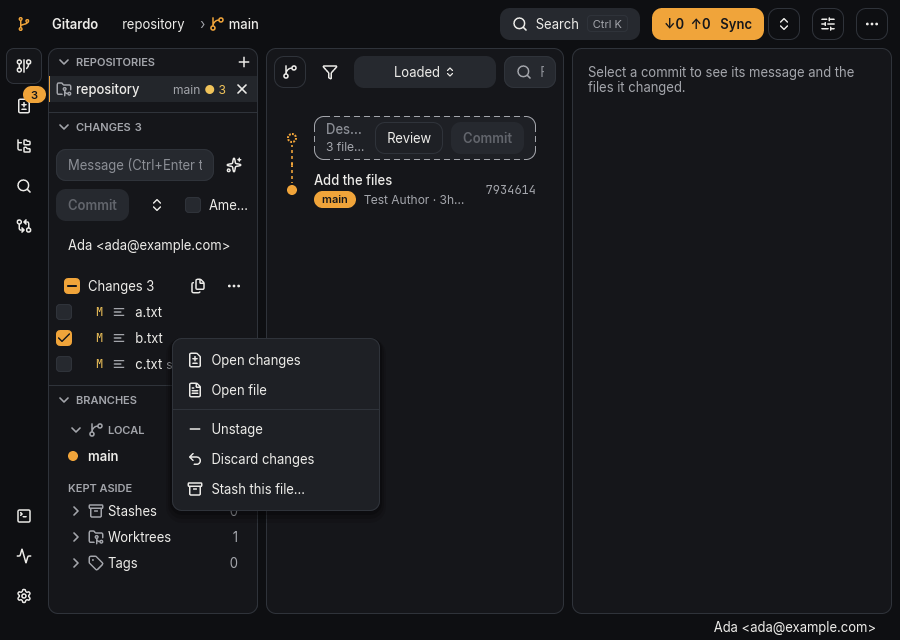 Gitardo
repository
main
Search
Ctrl K
↓0 ↑0 Sync
REPOSITORIES
repository
main
3
3
CHANGES 3
Message (Ctrl+Enter t
Commit
Ame...
Ada <ada@example.com>
Changes 3
M a.txt
M b.txt
M c.txt s
Open changes
Open file
Unstage
Discard changes
Stash this file...
BRANCHES
LOCAL
main
KEPT ASIDE
Stashes 0
Worktrees 1
Tags 0
Loaded
F
Des...
3 file...
Review
Commit
Add the files
main
Test Author · 3h...
7934614
Select a commit to see its message and the
files it changed.
Ada <ada@example.com>